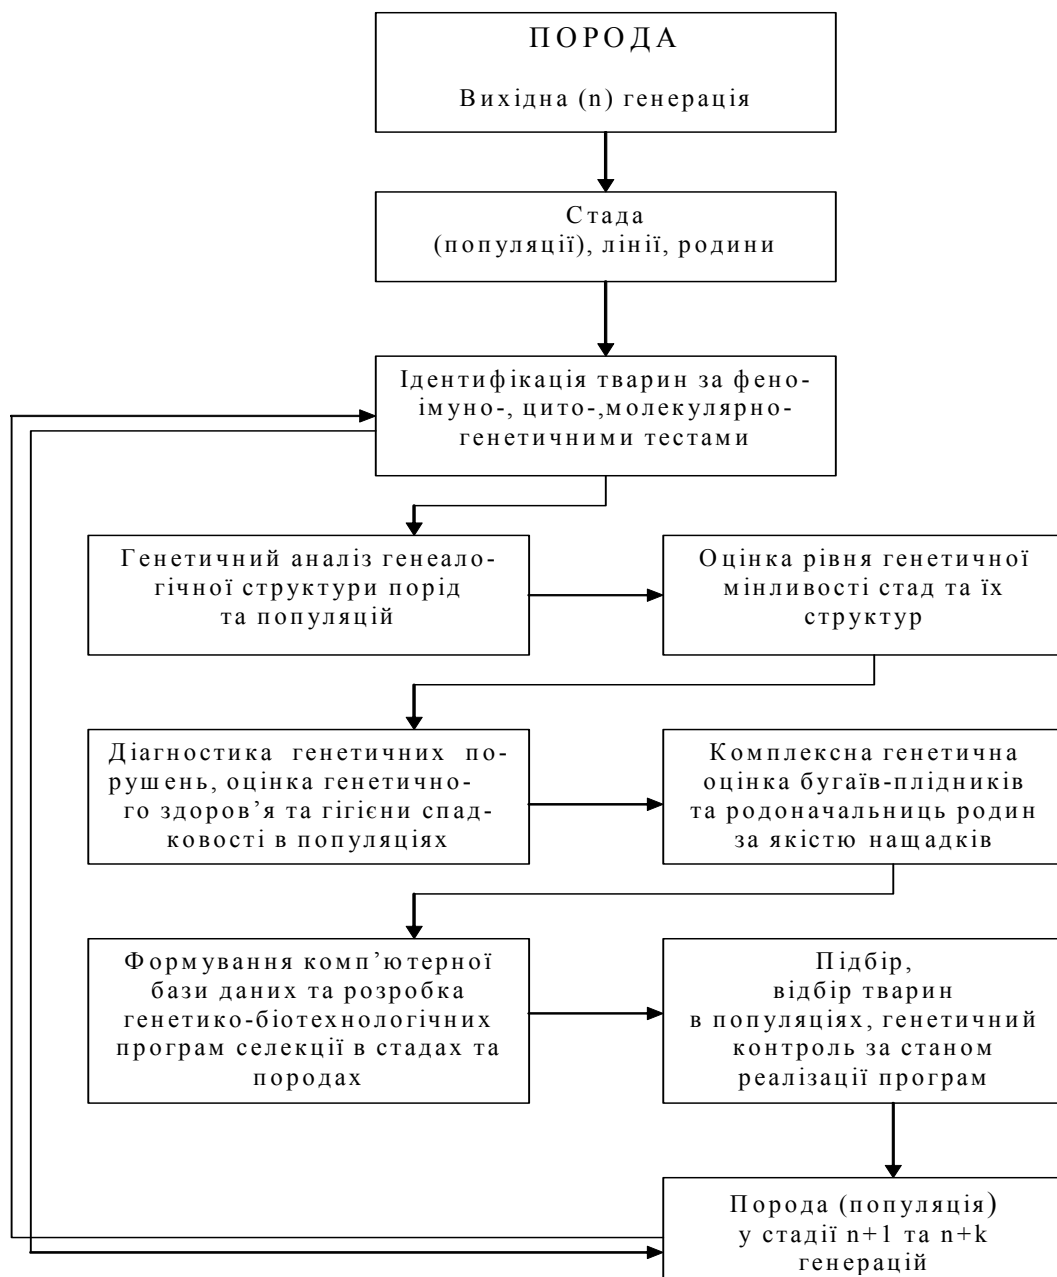 ПОРОДА
Вихідна (n) генерація
Стада
(популяції), лінії, родини
Ідентифікація тварин за фено-
імуно-, цито-,молекулярно-
генетичними тестами
Генетичний аналіз генеало-
гічної структури порід
та популяцій
Оцінка рівня генетичної
мінливості стад та їх
структур
Діагностика генетичних по-
рушень, оцінка генетично-
го здоров’я та гігієни спад-
ковості в популяціях
Комплексна генетична
оцінка бугаїв-плідників
та родоначальниць родин
за якістю нащадків
Формування комп’ютерної
бази даних та розробка
генетико-біотехнологічних
програм селекції в стадах та
породах
Підбір,
відбір тварин
в популяціях, генетичний
контроль за станом
реалізації програм
Порода (популяція)
у стадії n+1 та n+k
генерацій